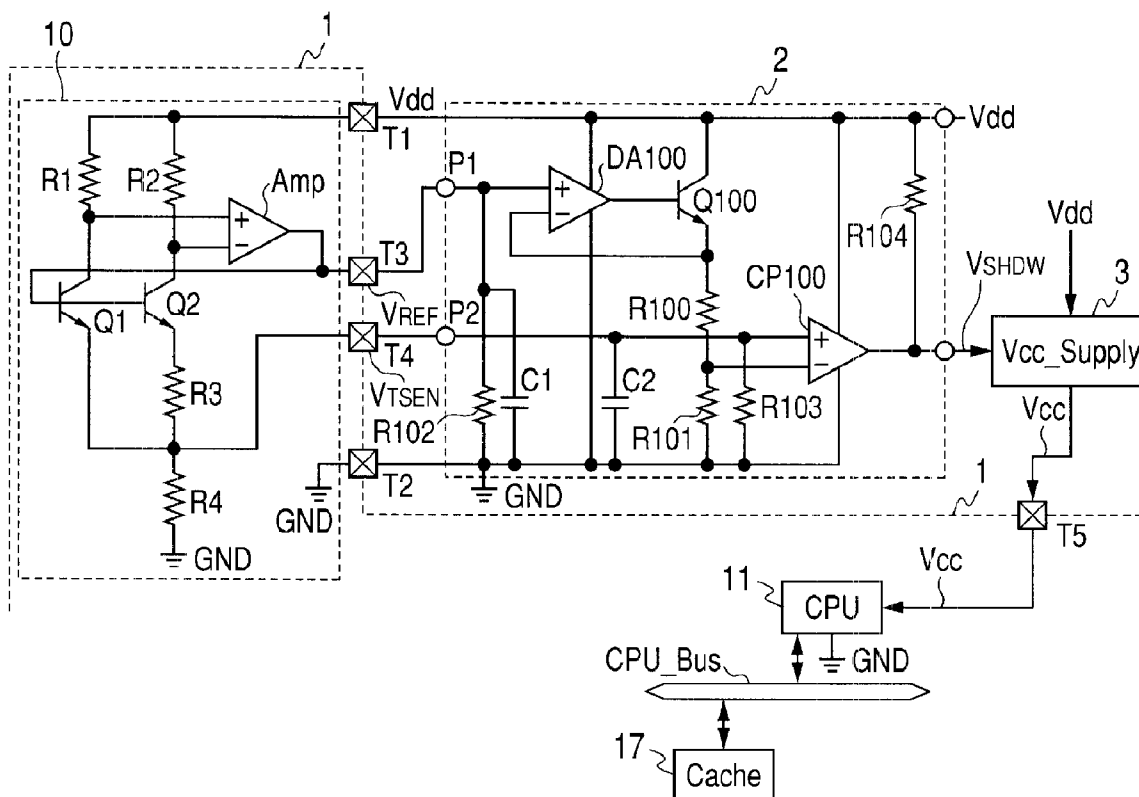 10
1
2
Vdd
T1
Vdd
P1
DA100
R1
R2
Amp
Q100
R104
Vdd
T3
CP100
VSHDW
3
VREF
P2
R100
Q1
Q2
T4
Vcc_Supply
VTSEN
C1
C2
R103
R3
R102
R101
Vcc
T2
GND
R4
GND
GND
1
T5
11
CPU
Vcc
GND
CPU_Bus
17
Cache